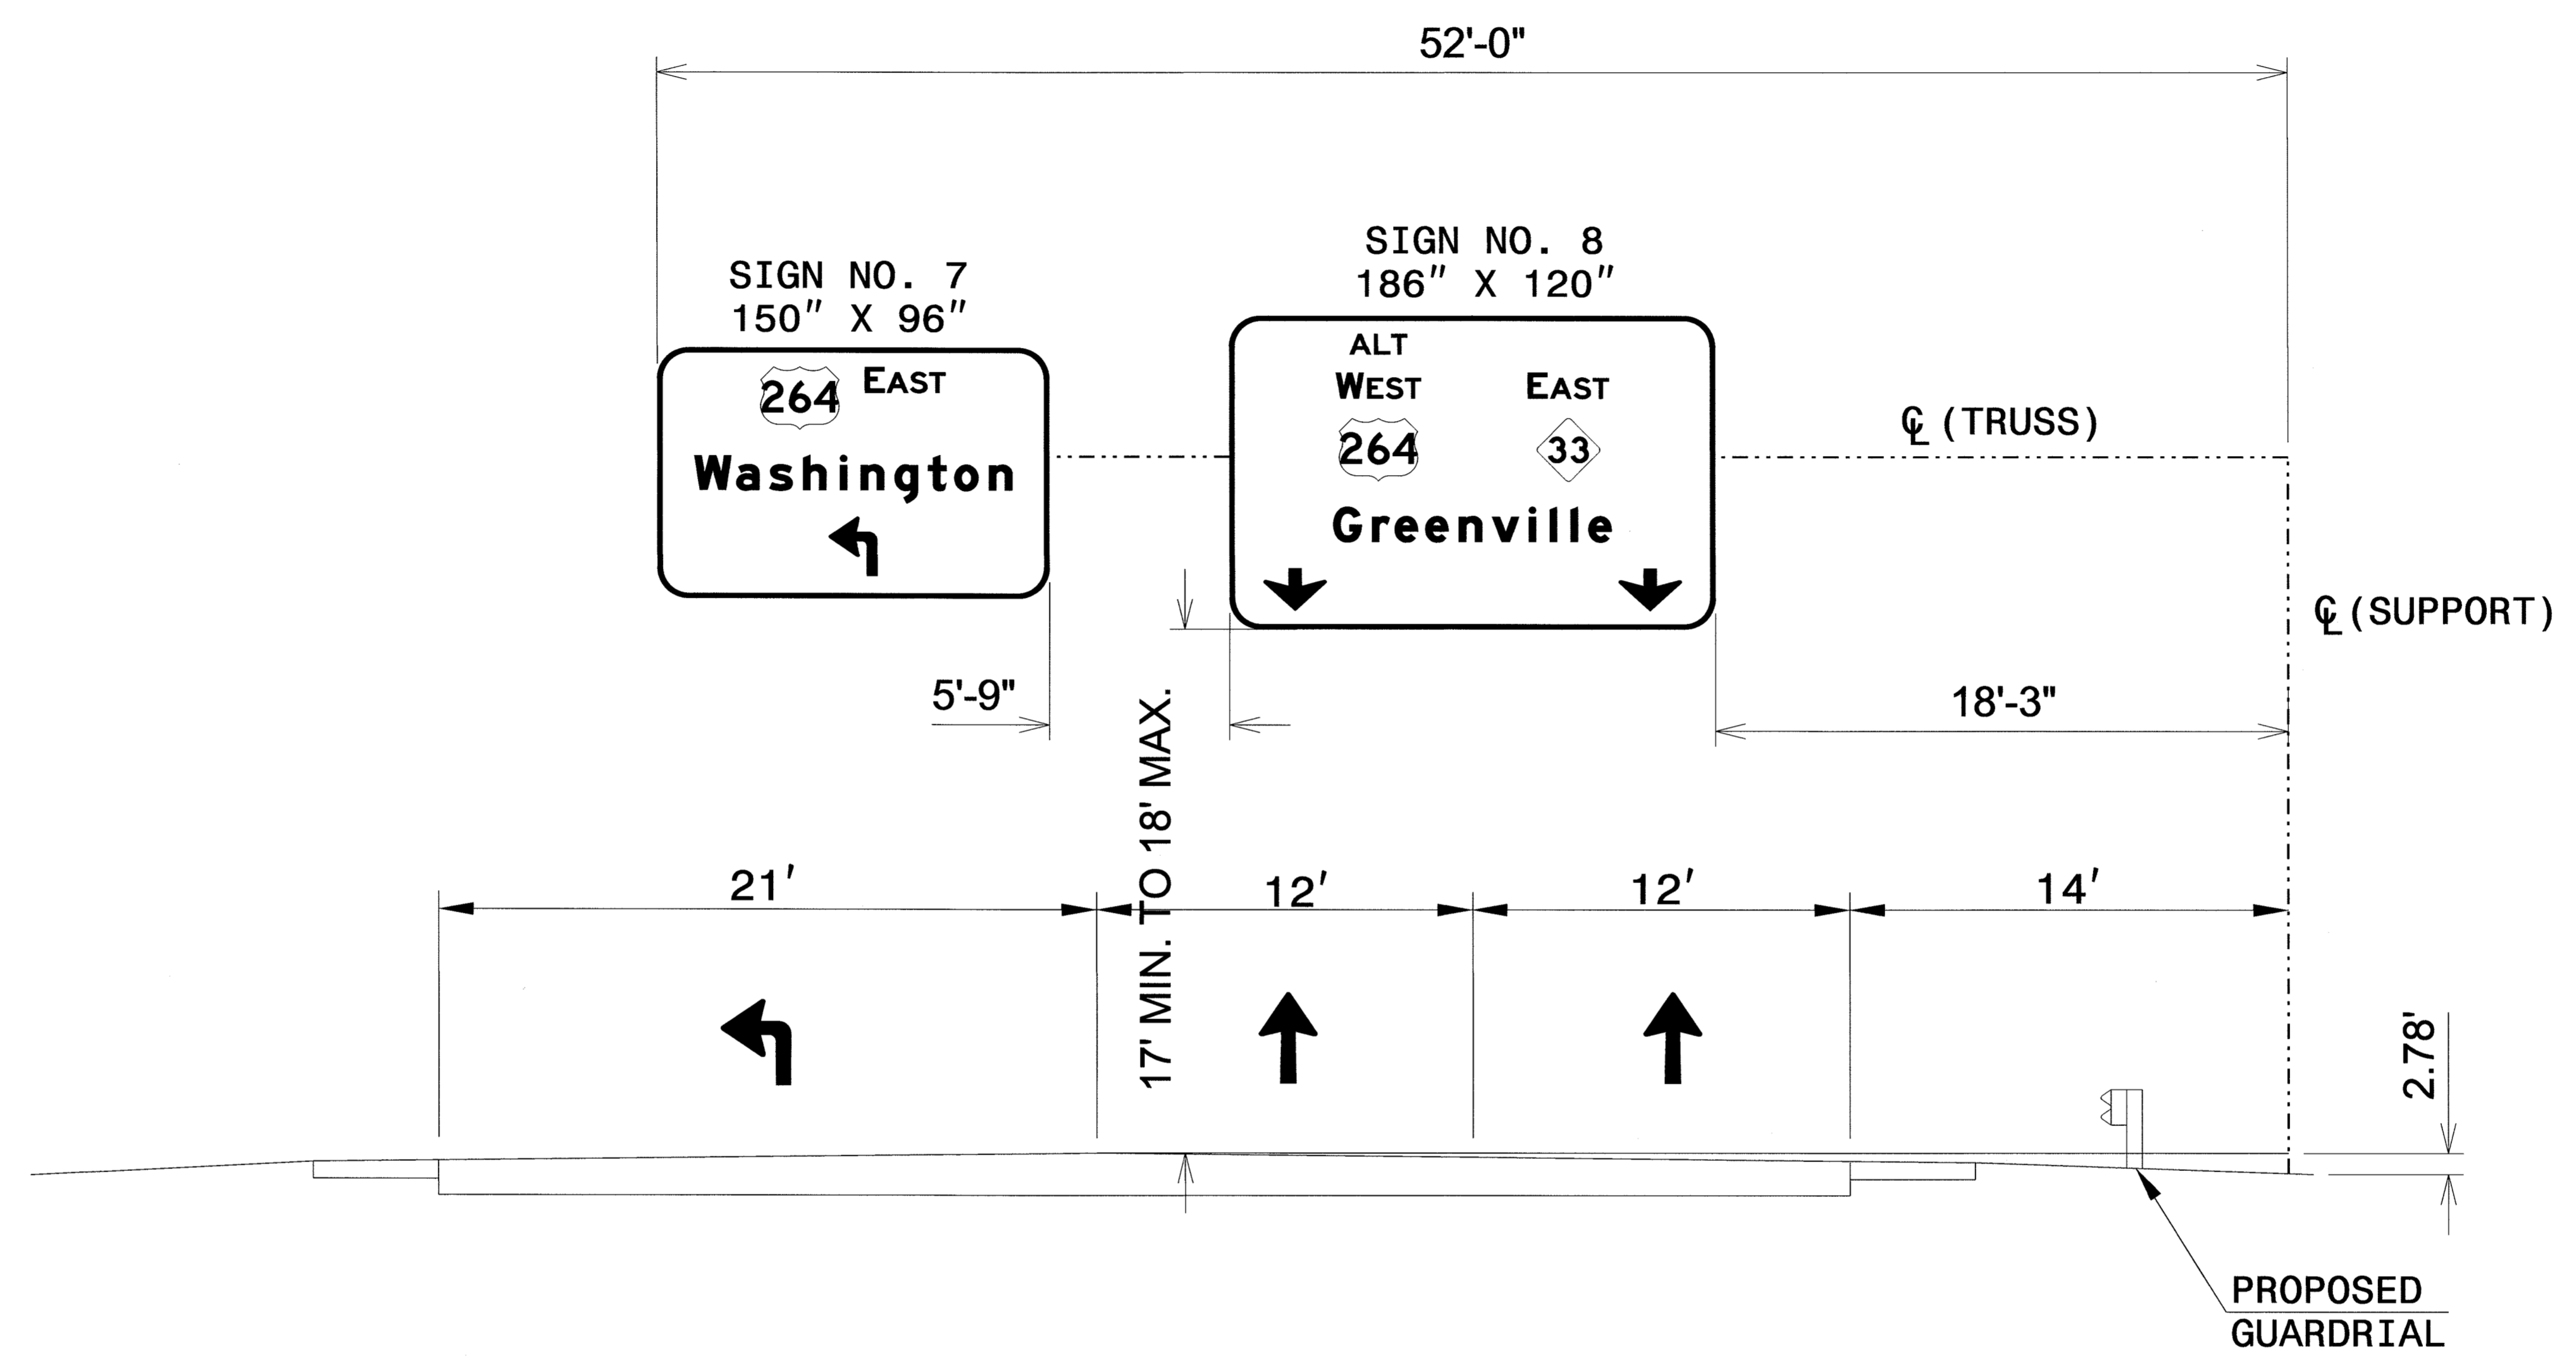 52'-0"
SIGN NO. 7
150" X 96"
264 EAST
Washington
SIGN NO. 8
186" X 120"
ALT
WEST EAST
264 33
Greenville
℄ (TRUSS)
℄ (SUPPORT)
5'-9"
18'-3"
17' MIN. TO 18' MAX.
21'
12'
12'
14'
2.78'
PROPOSED
GUARDRIAL